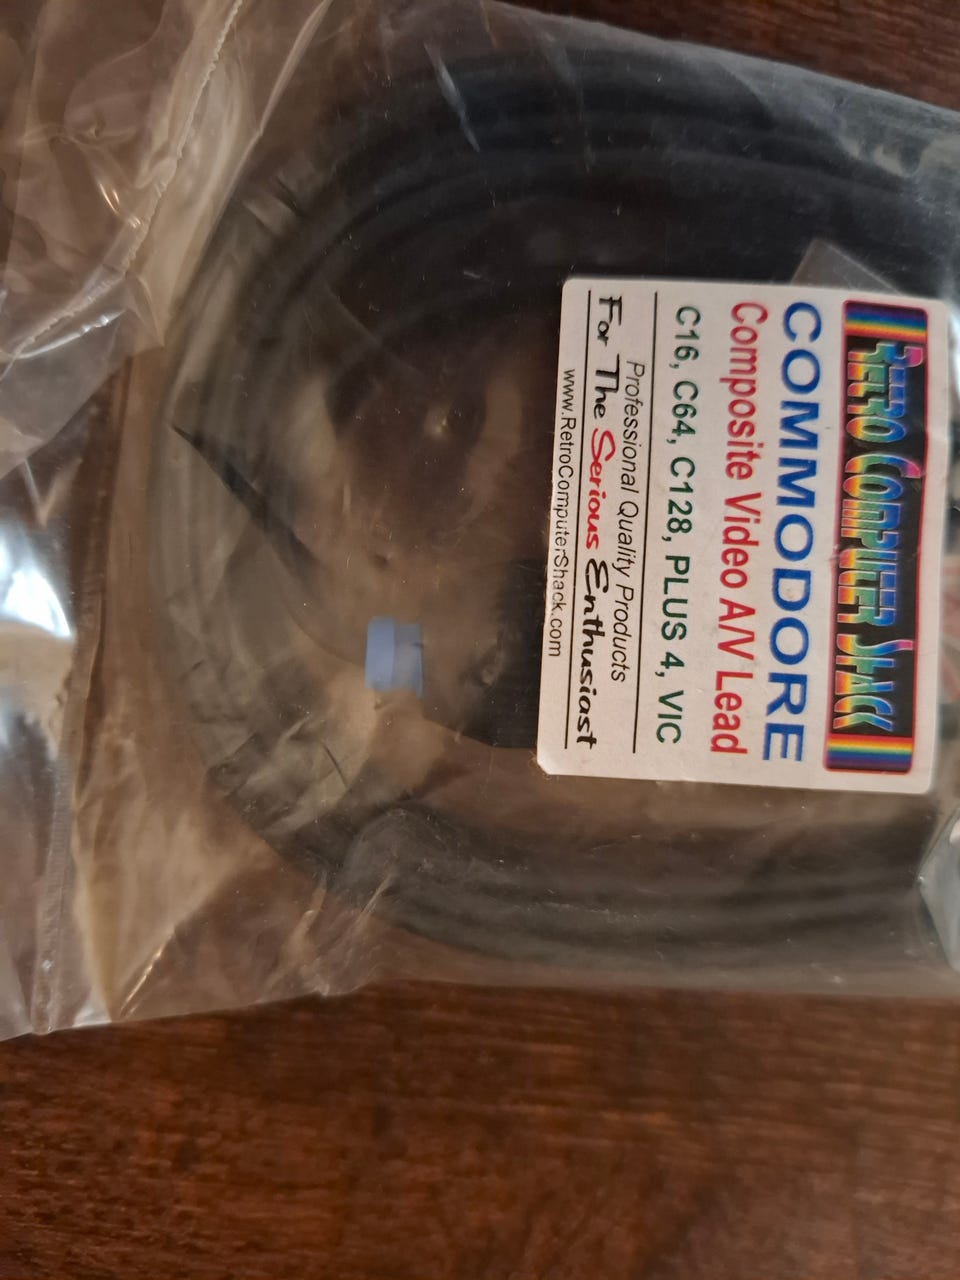 RETRO COMPUTER SHACK
COMMODORE
Composite Video A/V Lead
C16, C64, C128, PLUS 4, VIC
Professional Quality Products
For The Serious Enthusiast
www.RetroComputerShack.com